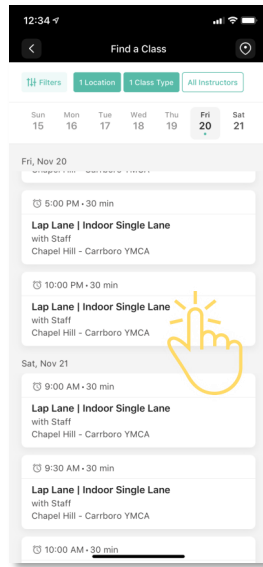 12:34
Find a Class
Filters
1 Location
1 Class Type
All Instructors
Sun Mon Tue Wed Thu Fri Sat
15 16 17 18 19 20 21
Fri, Nov 20
Chapel Hill - Carrboro YMCA
5:00 PM • 30 min
Lap Lane | Indoor Single Lane
with Staff
Chapel Hill - Carrboro YMCA
10:00 PM • 30 min
Lap Lane | Indoor Single Lane
with Staff
Chapel Hill - Carrboro YMCA
Sat, Nov 21
9:00 AM • 30 min
Lap Lane | Indoor Single Lane
with Staff
Chapel Hill - Carrboro YMCA
9:30 AM • 30 min
Lap Lane | Indoor Single Lane
with Staff
Chapel Hill - Carrboro YMCA
10:00 AM • 30 min